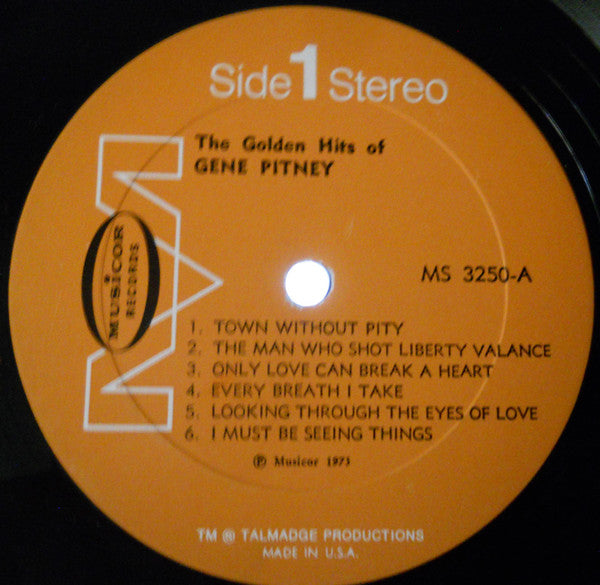 Side 1 Stereo
The Golden Hits of
GENE PITNEY
MUSICOR
RECORDS
MS 3250-A
1. TOWN WITHOUT PITY
2. THE MAN WHO SHOT LIBERTY VALANCE
3. ONLY LOVE CAN BREAK A HEART
4. EVERY BREATH I TAKE
5. LOOKING THROUGH THE EYES OF LOVE
6. I MUST BE SEEING THINGS
℗ Musicor 1973
TM ® TALMADGE PRODUCTIONS
MADE IN U.S.A.